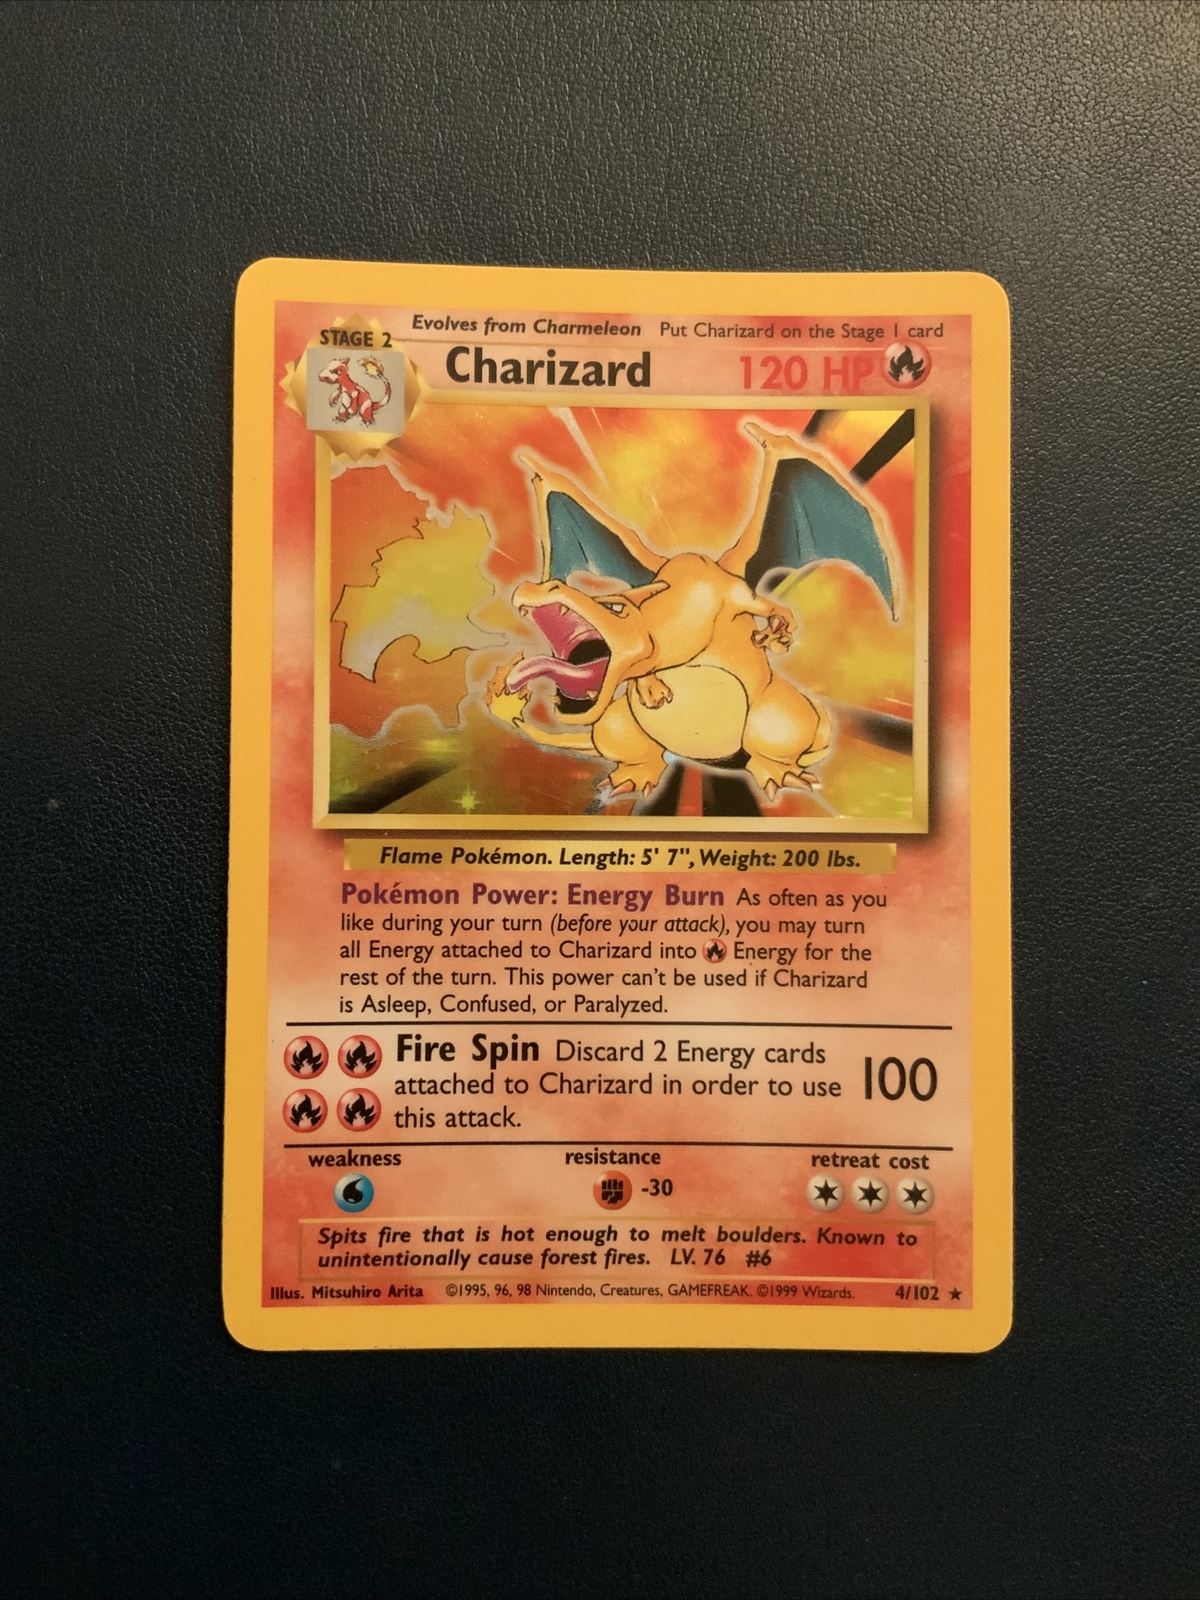 Evolves from Charmeleon Put Charizard on the Stage 1 card
STAGE 2
Charizard 120 HP
Flame Pokémon. Length: 5' 7", Weight: 200 lbs.
Pokémon Power: Energy Burn As often as you
like during your turn (before your attack), you may turn
all Energy attached to Charizard into Energy for the
rest of the turn. This power can't be used if Charizard
is Asleep, Confused, or Paralyzed.
Fire Spin Discard 2 Energy cards
attached to Charizard in order to use 100
this attack.
weakness resistance retreat cost
-30
Spits fire that is hot enough to melt boulders. Known to
unintentionally cause forest fires. LV. 76 #6
Illus. Mitsuhiro Arita ©1995, 96, 98 Nintendo, Creatures, GAMEFREAK. ©1999 Wizards. 4/102 ★